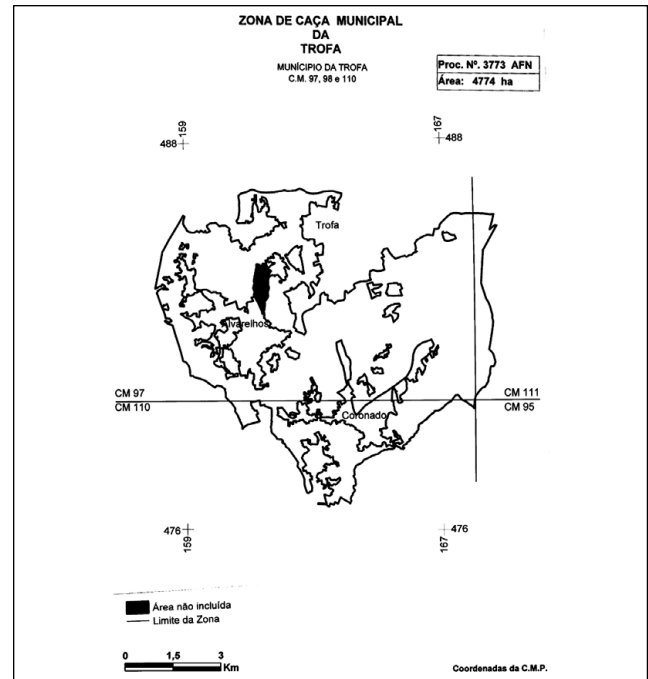 ZONA DE CAÇA MUNICIPAL
DA
TROFA
MUNÍCIPIO DA TROFA
C.M. 97, 98 e 110
Proc. Nº. 3773 AFN
Área: 4774 ha
159
488
167
488
Trofa
Alvarelhos
CM 97
CM 111
CM 110
CM 95
Coronado
476
159
476
167
Área não incluída
Limite da Zona
0 1,5 3
Km
Coordenadas da C.M.P.